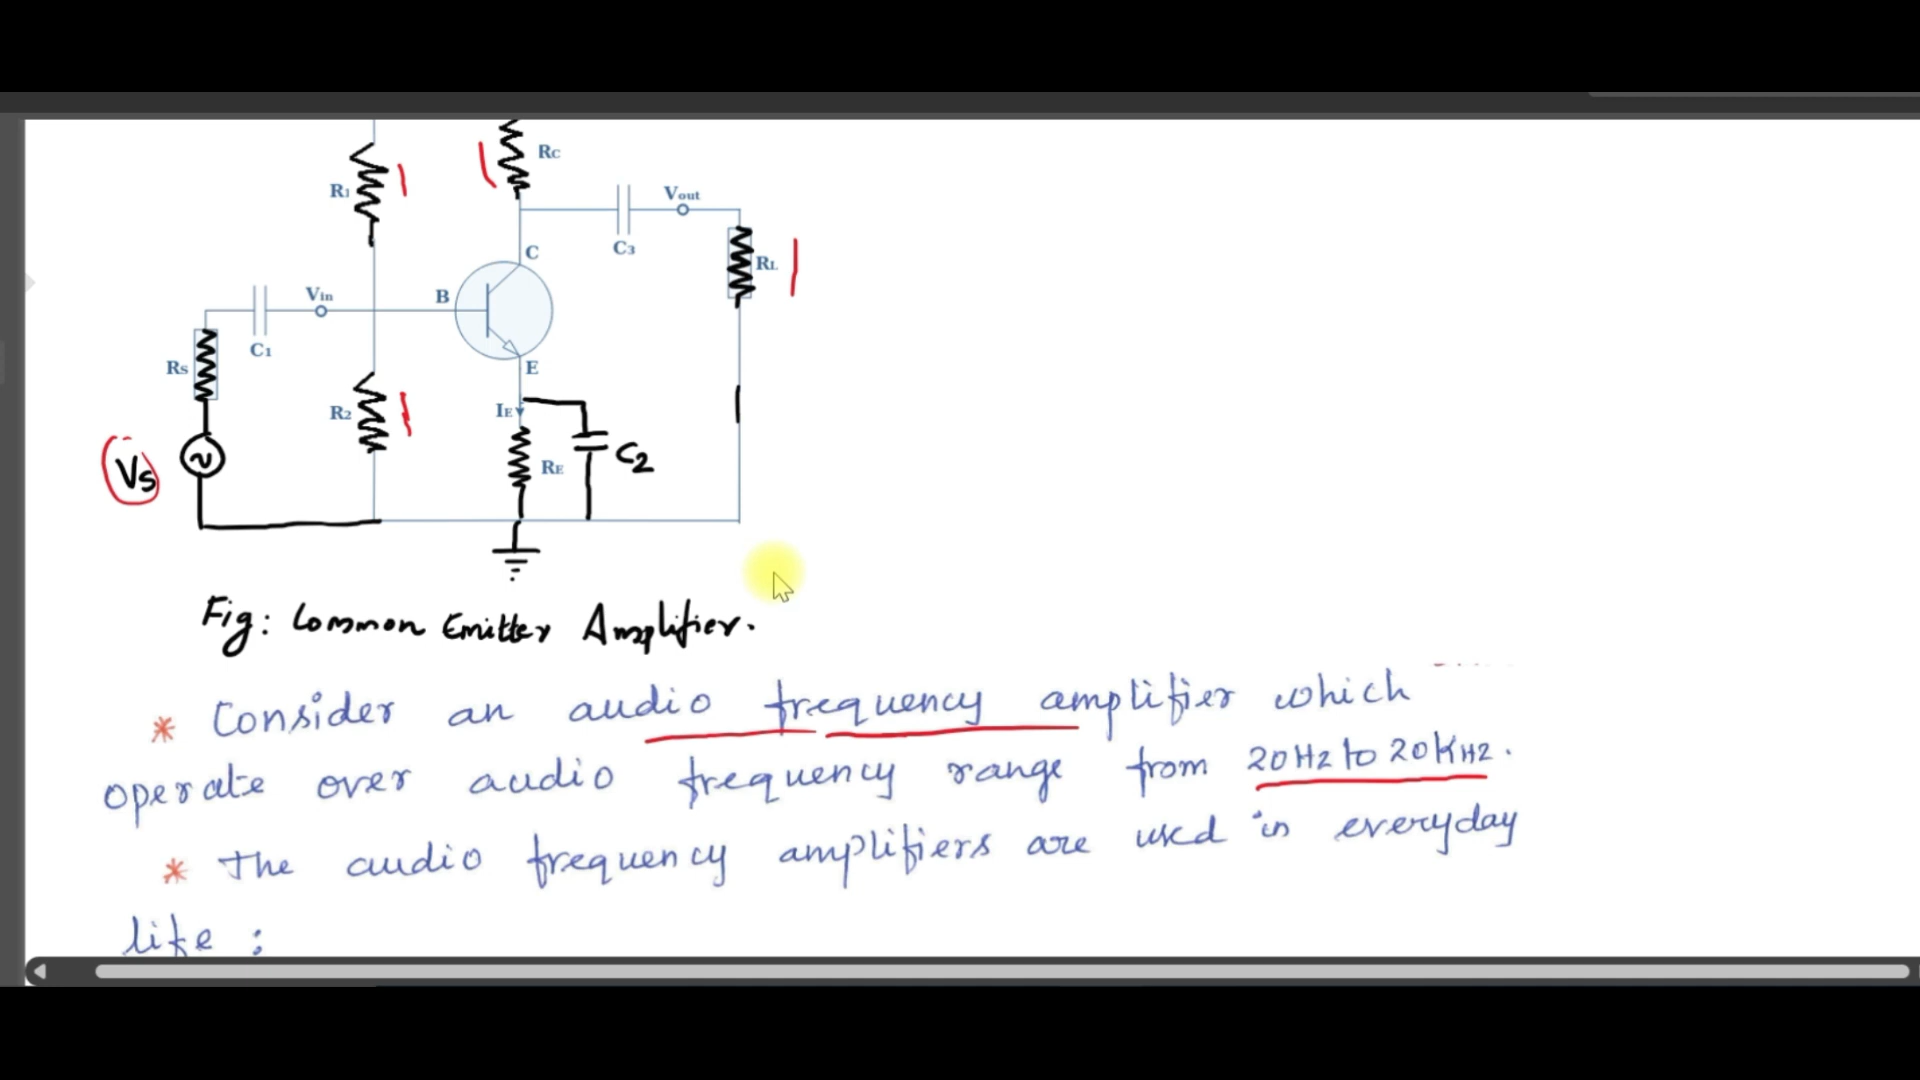 RC
R1
Vout
C
C3
RL
Vin
B
C1
Rs
E
R2
IE
C2
Vs
RE
Fig: Common Emitter Amplifier.
* Consider an audio frequency amplifier which
operate over audio frequency range from 20Hz to 20KHz.
* The audio frequency amplifiers are used in everyday
life :